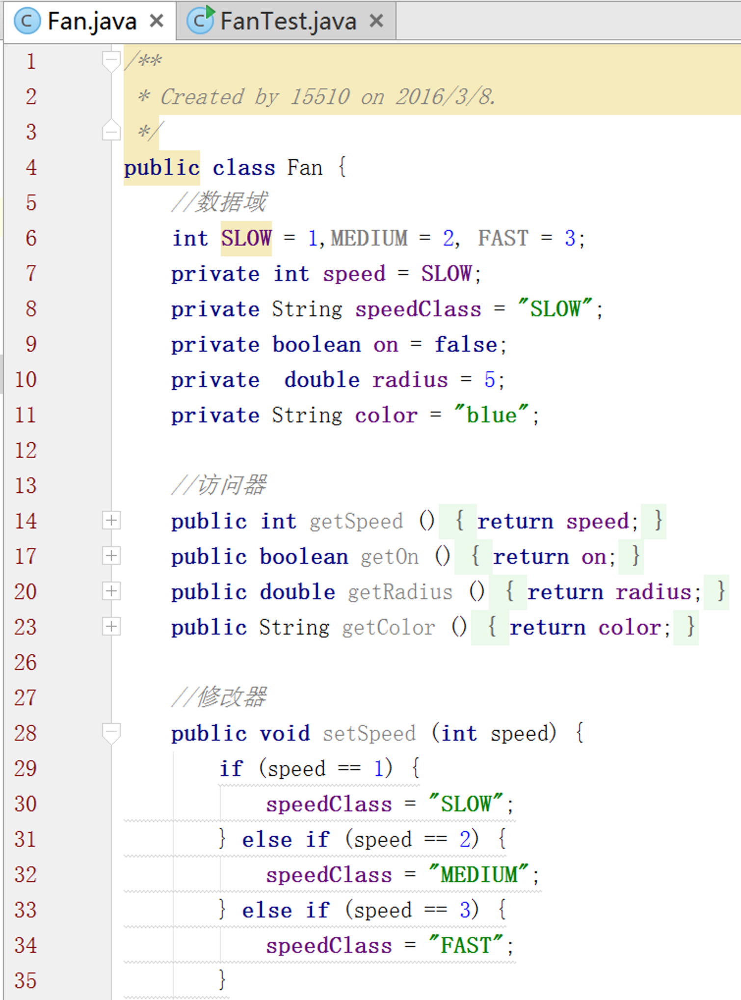 Fan.java × FanTest.java ×
1 /**
2 * Created by 15510 on 2016/3/8.
3 */
4 public class Fan {
5 //数据域
6 int SLOW = 1,MEDIUM = 2, FAST = 3;
7 private int speed = SLOW;
8 private String speedClass = "SLOW";
9 private boolean on = false;
10 private  double radius = 5;
11 private String color = "blue";
12
13 //访问器
14 public int getSpeed () { return speed; }
17 public boolean getOn () { return on; }
20 public double getRadius () { return radius; }
23 public String getColor () { return color; }
26
27 //修改器
28 public void setSpeed (int speed) {
29 if (speed == 1) {
30 speedClass = "SLOW";
31 } else if (speed == 2) {
32 speedClass = "MEDIUM";
33 } else if (speed == 3) {
34 speedClass = "FAST";
35 }